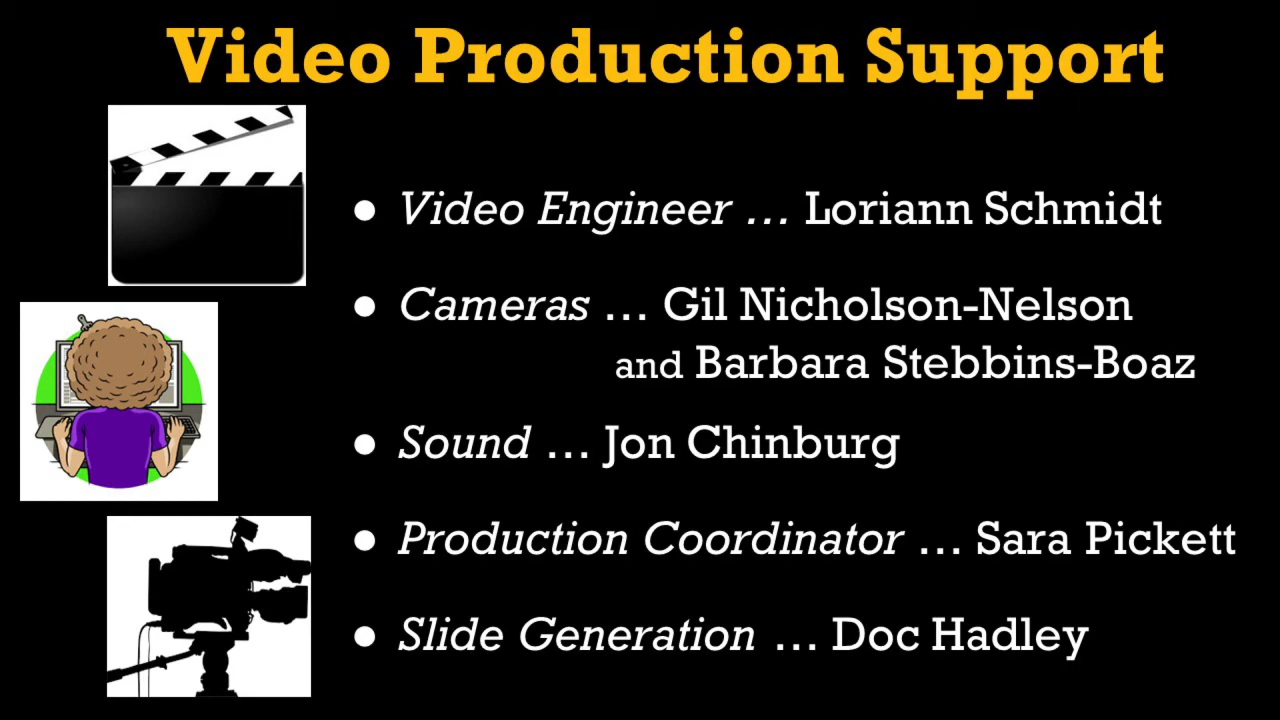 Video Production Support
● Video Engineer … Loriann Schmidt
● Cameras … Gil Nicholson-Nelson
and Barbara Stebbins-Boaz
● Sound … Jon Chinburg
● Production Coordinator … Sara Pickett
● Slide Generation … Doc Hadley